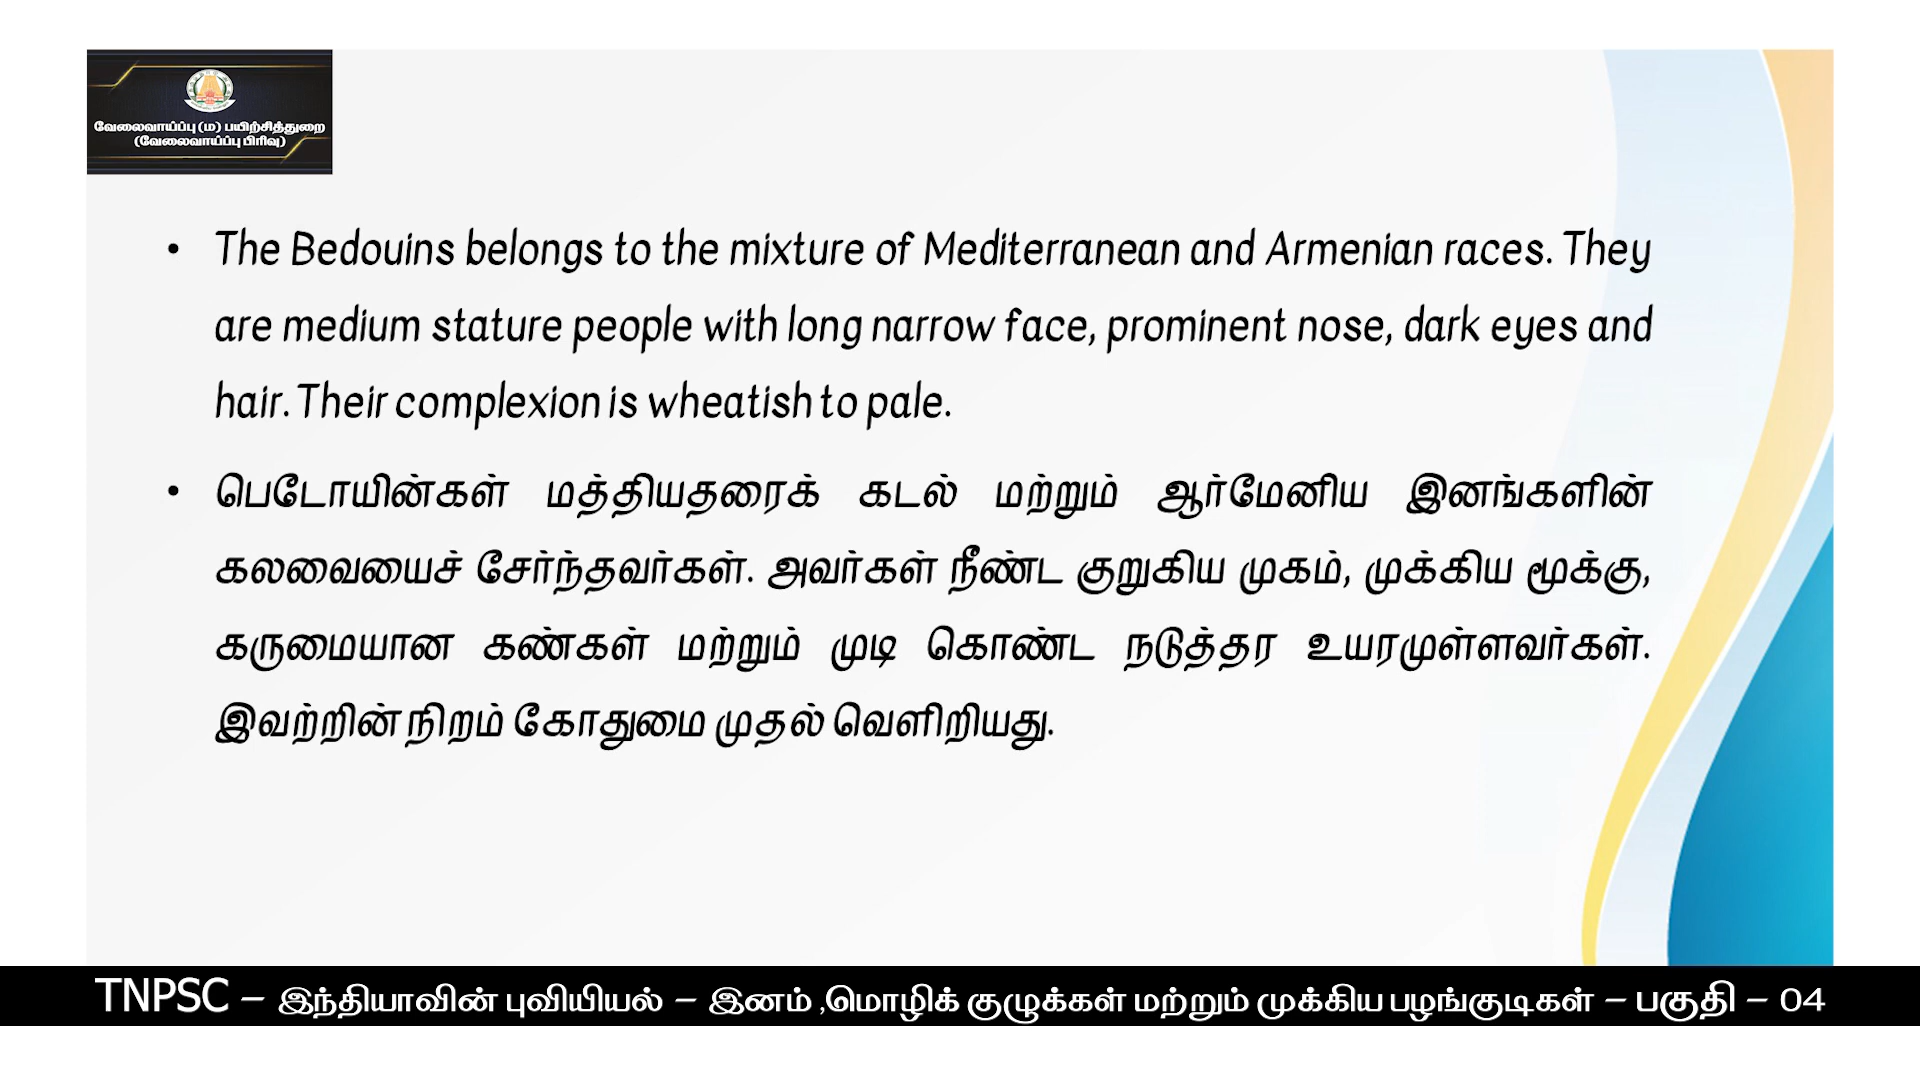 வேலைவாய்ப்பு (ம) பயிற்சித்துறை
(வேலைவாய்ப்பு பிரிவு)
• The Bedouins belongs to the mixture of Mediterranean and Armenian races. They
are medium stature people with long narrow face, prominent nose, dark eyes and
hair. Their complexion is wheatish to pale.
• பெடோயின்கள் மத்தியதரைக் கடல் மற்றும் ஆர்மேனிய இனங்களின்
கலவையைச் சேர்ந்தவர்கள். அவர்கள் நீண்ட குறுகிய முகம், முக்கிய மூக்கு,
கருமையான கண்கள் மற்றும் முடி கொண்ட நடுத்தர உயரமுள்ளவர்கள்.
இவற்றின் நிறம் கோதுமை முதல் வெளிறியது.
TNPSC – இந்தியாவின் புவியியல் – இனம் ,மொழிக் குழுக்கள் மற்றும் முக்கிய பழங்குடிகள் – பகுதி – 04